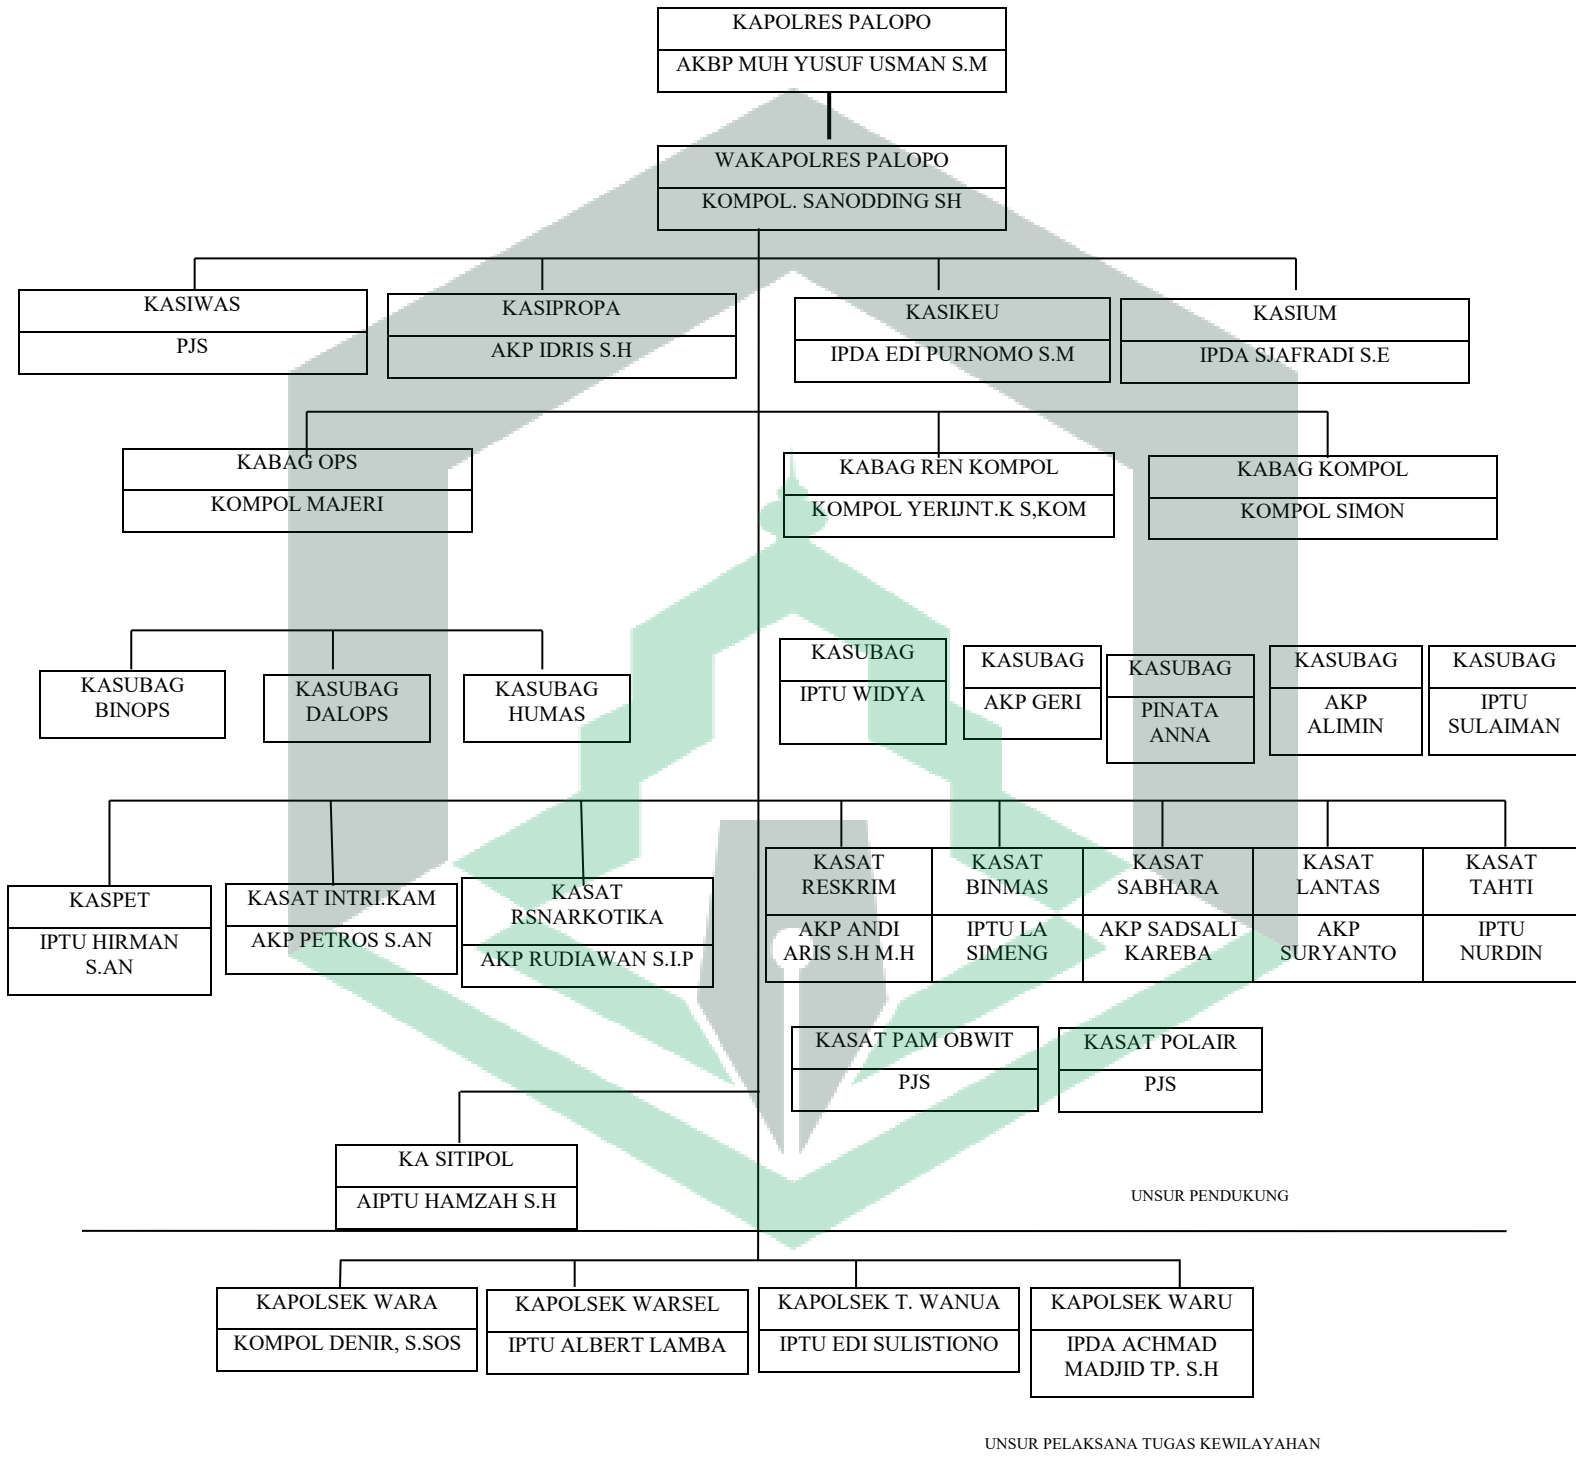 KAPOLRES PALOPO
AKBP MUH YUSUF USMAN S.M
WAKAPOLRES PALOPO
KOMPOL. SANODDING SH
KASIWAS
PJS
KASIPROPA
AKP IDRIS S.H
KASIKEU
IPDA EDI PURNOMO S.M
KASIUM
IPDA SJAFRADI S.E
KABAG OPS
KOMPOL MAJERI
KABAG REN KOMPOL
KOMPOL YERIJNT.K S,KOM
KABAG KOMPOL
KOMPOL SIMON
KASUBAG
BINOPS
KASUBAG
DALOPS
KASUBAG
HUMAS
KASUBAG
IPTU WIDYA
KASUBAG
AKP GERI
KASUBAG
PINATA
ANNA
KASUBAG
AKP
ALIMIN
KASUBAG
IPTU
SULAIMAN
KASPET
IPTU HIRMAN
S.AN
KASAT INTRI.KAM
AKP PETROS S.AN
KASAT
RSNARKOTIKA
AKP RUDIAWAN S.I.P
KASAT
RESKRIM
AKP ANDI
ARIS S.H M.H
KASAT
BINMAS
IPTU LA
SIMENG
KASAT
SABHARA
AKP SADSALI
KAREBA
KASAT
LANTAS
AKP
SURYANTO
KASAT
TAHTI
IPTU
NURDIN
KASAT PAM OBWIT
PJS
KASAT POLAIR
PJS
KA SITIPOL
AIPTU HAMZAH S.H
UNSUR PENDUKUNG
KAPOLSEK WARA
KOMPOL DENIR, S.SOS
KAPOLSEK WARSEL
IPTU ALBERT LAMBA
KAPOLSEK T. WANUA
IPTU EDI SULISTIONO
KAPOLSEK WARU
IPDA ACHMAD
MADJID TP. S.H
UNSUR PELAKSANA TUGAS KEWILAYAHAN